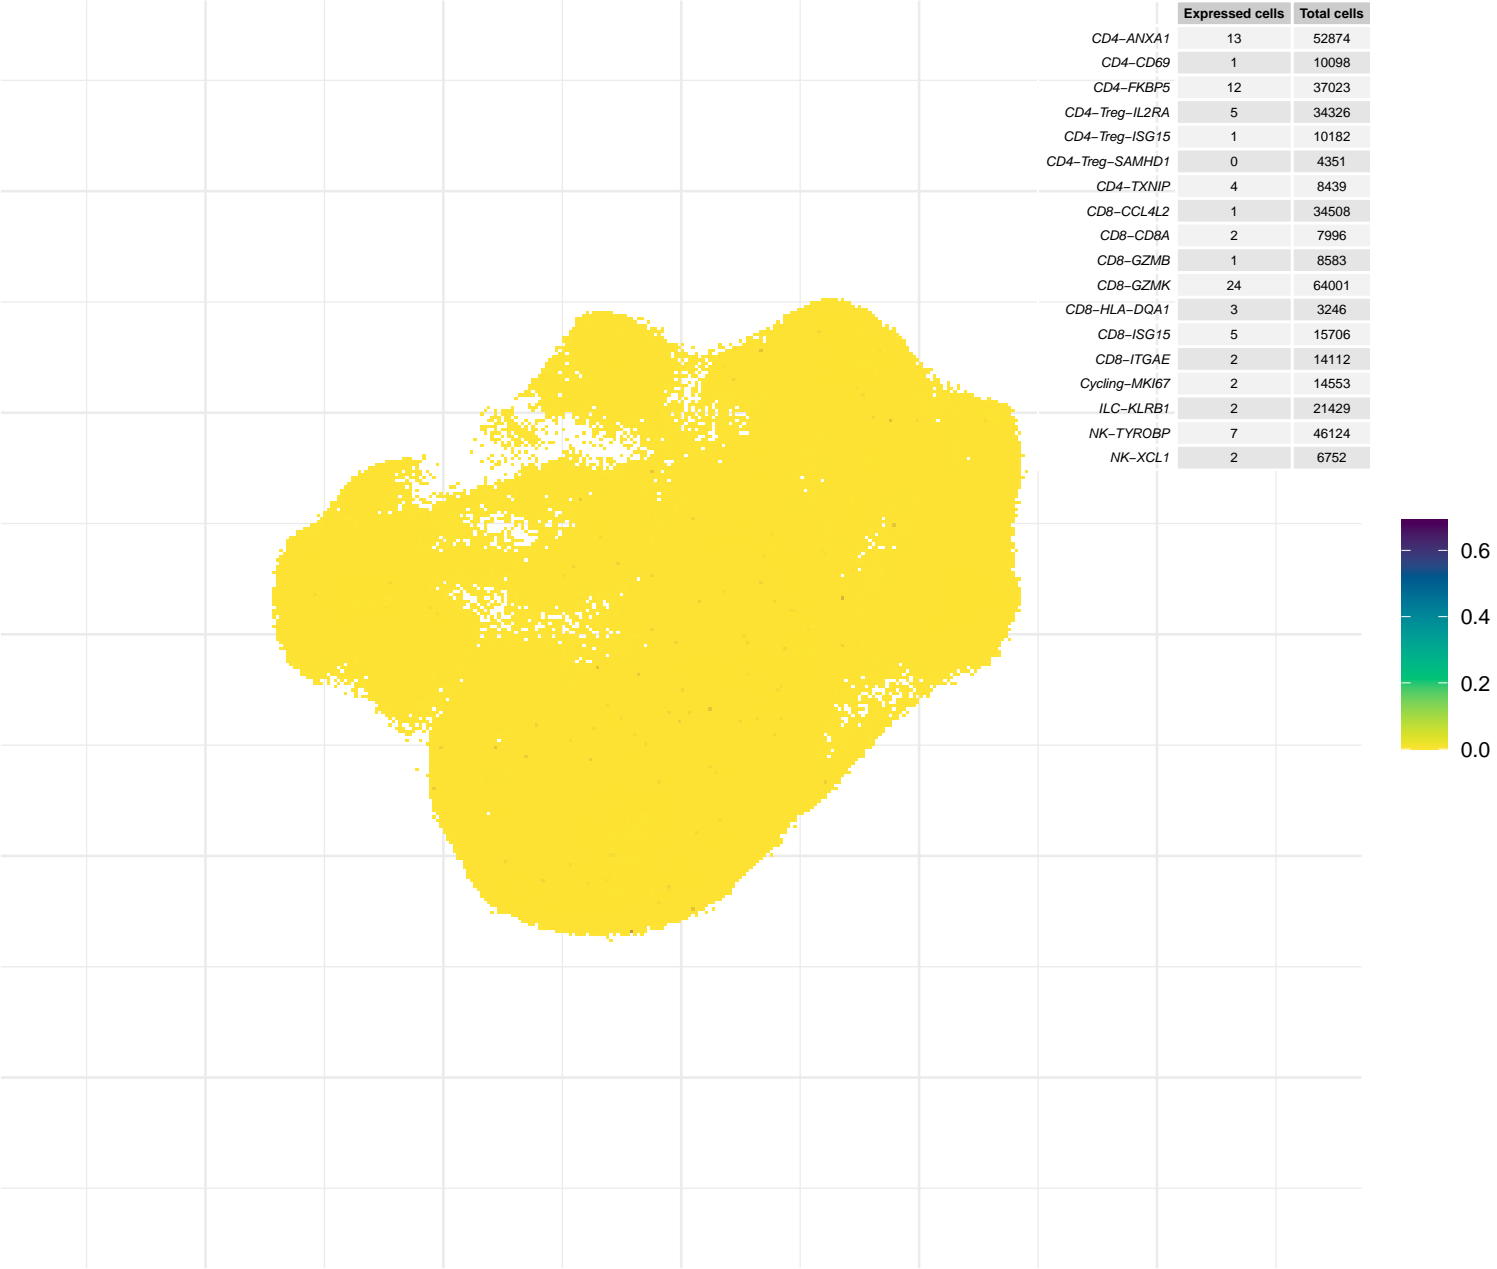 Expressed cells Total cells
CD4−ANXA1 13 52874
CD4−CD69 1 10098
CD4−FKBP5 12 37023
CD4−Treg−IL2RA 5 34326
CD4−Treg−ISG15 1 10182
CD4−Treg−SAMHD1 0 4351
CD4−TXNIP 4 8439
CD8−CCL4L2 1 34508
CD8−CD8A 2 7996
CD8−GZMB 1 8583
CD8−GZMK 24 64001
CD8−HLA−DQA1 3 3246
CD8−ISG15 5 15706
CD8−ITGAE 2 14112
Cycling−MKI67 2 14553
ILC−KLRB1 2 21429
NK−TYROBP 7 46124
NK−XCL1 2 6752
0.6
0.4
0.2
0.0